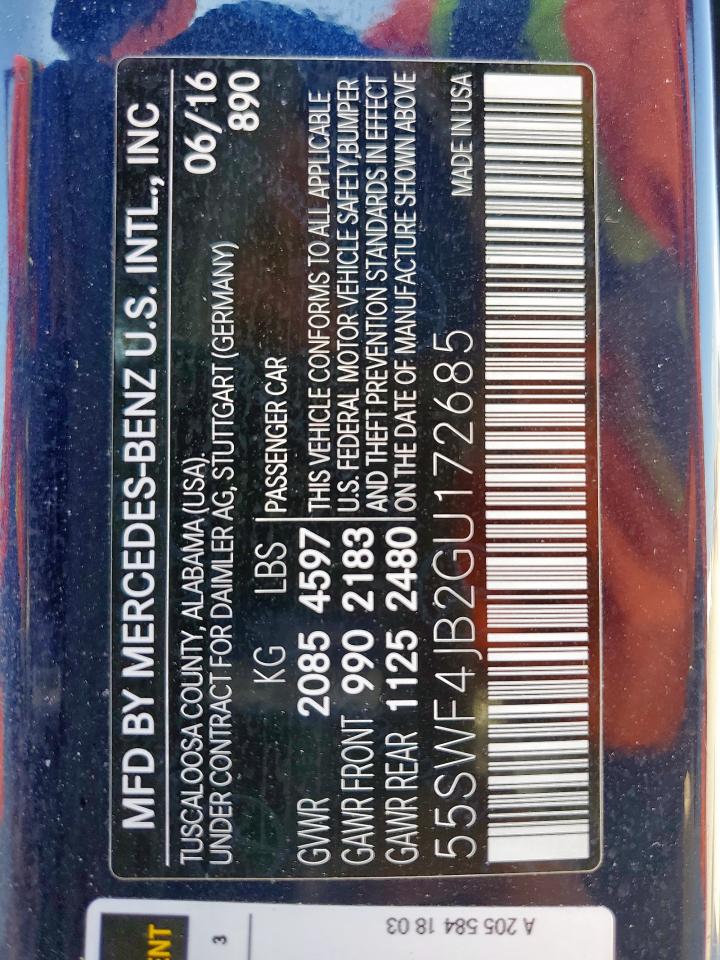 MFD BY MERCEDES-BENZ U.S. INTL., INC
TUSCALOOSA COUNTY, ALABAMA (USA), 06/16
UNDER CONTRACT FOR DAIMLER AG, STUTTGART (GERMANY) 890
KG LBS PASSENGER CAR
GVWR 2085 4597 THIS VEHICLE CONFORMS TO ALL APPLICABLE
GAWR FRONT 990 2183 U.S. FEDERAL MOTOR VEHICLE SAFETY, BUMPER
GAWR REAR 1125 2480 AND THEFT PREVENTION STANDARDS IN EFFECT
ON THE DATE OF MANUFACTURE SHOWN ABOVE
55SWF4JB2GU172685 MADE IN USA
ENT
3
A 205 584 18 03